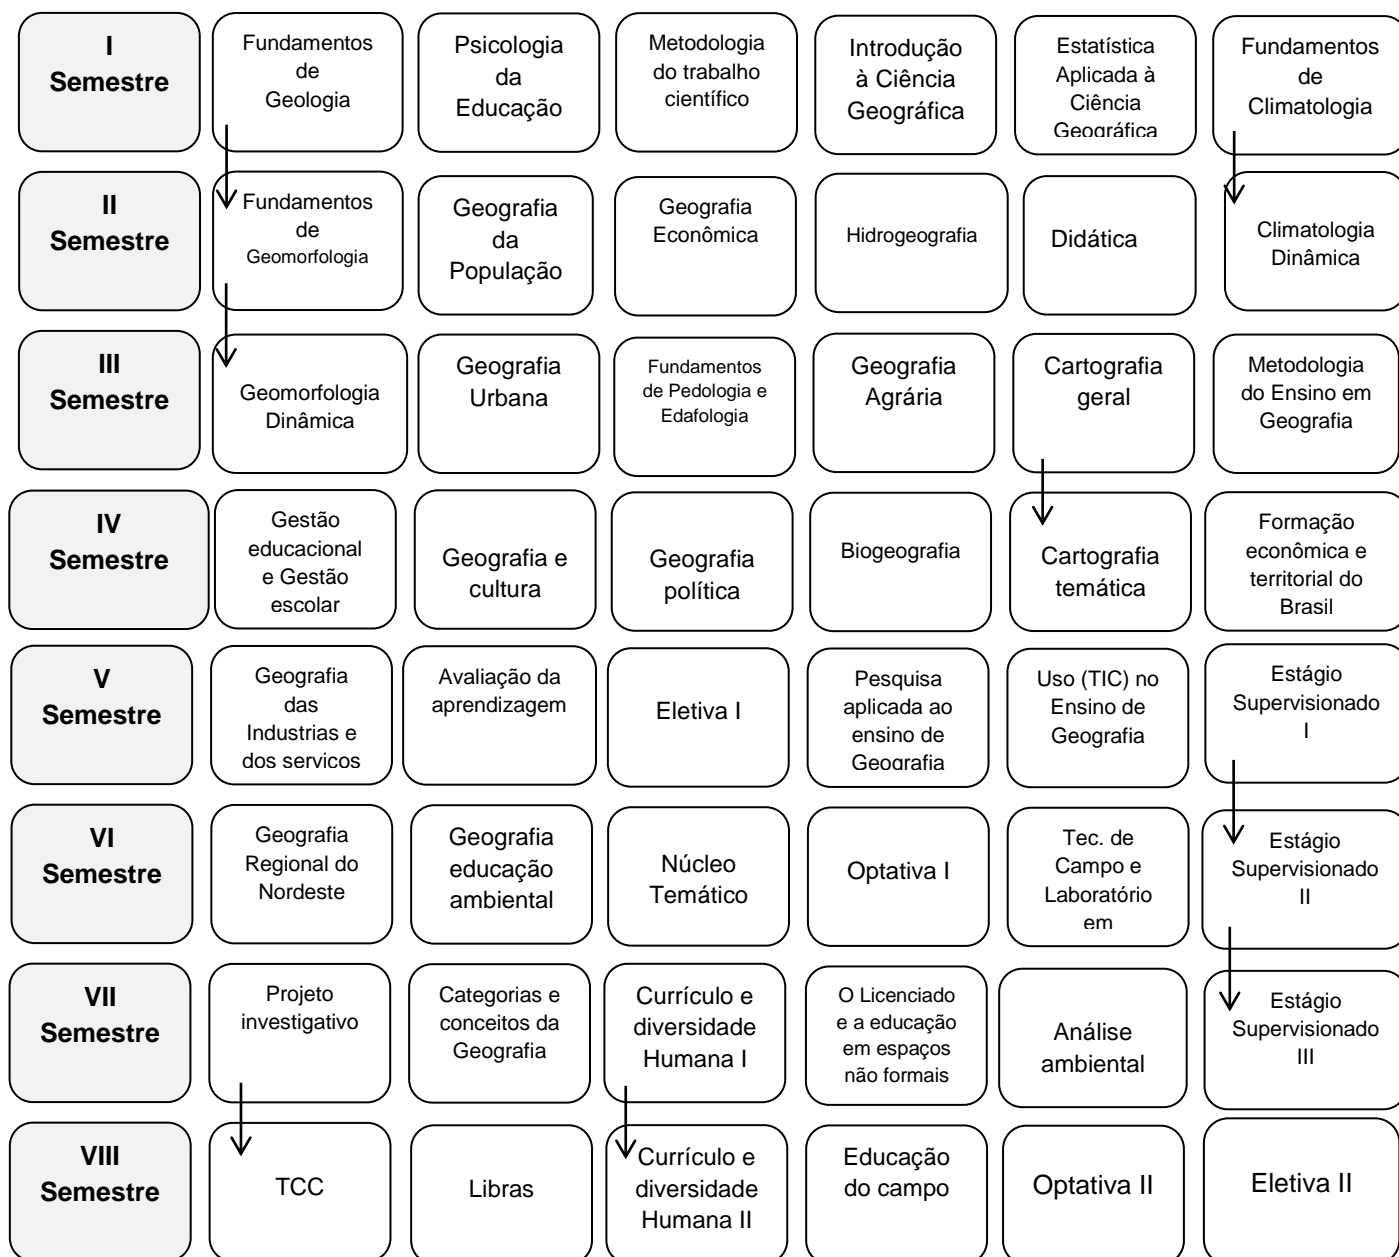 I
Semestre
Fundamentos
de
Geologia
Psicologia
da
Educação
Metodologia
do trabalho
científico
Introdução
à Ciência
Geográfica
Estatística
Aplicada à
Ciência
Geográfica
Fundamentos
de
Climatologia
II
Semestre
Fundamentos
de
Geomorfologia
Geografia
da
População
Geografia
Econômica
Hidrogeografia
Didática
Climatologia
Dinâmica
III
Semestre
Geomorfologia
Dinâmica
Geografia
Urbana
Fundamentos
de Pedologia e
Edafologia
Geografia
Agrária
Cartografia
geral
Metodologia
do Ensino em
Geografia
IV
Semestre
Gestão
educacional
e Gestão
escolar
Geografia e
cultura
Geografia
política
Biogeografia
Cartografia
temática
Formação
econômica e
territorial do
Brasil
V
Semestre
Geografia
das
Industrias e
dos servicos
Avaliação da
aprendizagem
Eletiva I
Pesquisa
aplicada ao
ensino de
Geografia
Uso (TIC) no
Ensino de
Geografia
Estágio
Supervisionado
I
VI
Semestre
Geografia
Regional do
Nordeste
Geografia
educação
ambiental
Núcleo
Temático
Optativa I
Tec. de
Campo e
Laboratório
em
Estágio
Supervisionado
II
VII
Semestre
Projeto
investigativo
Categorias e
conceitos da
Geografia
Currículo e
diversidade
Humana I
O Licenciado
e a educação
em espaços
não formais
Análise
ambiental
Estágio
Supervisionado
III
VIII
Semestre
TCC
Libras
Currículo e
diversidade
Humana II
Educação
do campo
Optativa II
Eletiva II